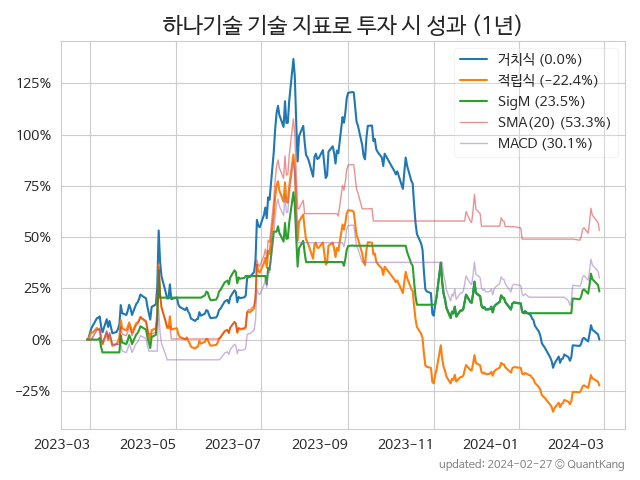 하나기술 기술 지표로 투자 시 성과 (1년)
거치식 (0.0%)
적립식 (−22.4%)
SigM (23.5%)
SMA(20) (53.3%)
MACD (30.1%)
125%
100%
75%
50%
25%
0%
−25%
2023-03 2023-05 2023-07 2023-09 2023-11 2024-01 2024-03
updated: 2024-02-27 © QuantKang